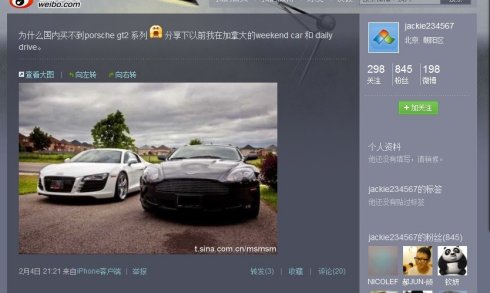 weibo.com
为什么国内买不到porsche gt2 系列 分享下以前我在加拿大的weekend car 和 daily
drive。
查看大图 | 向左转 向右转
t.sina.com.cn/msmsm
2月4日 21:21 来自iPhone客户端 | 举报
转发(3) | 收藏 | 评论(20)
jackie234567
北京 朝阳区
298 845 198
关注 粉丝 微博
+加关注
个人资料
他还没有填写,请稍候»
jackie234567的标签
他还没有贴过标签
jackie234567的粉丝(845)
NICOLEF
软妍